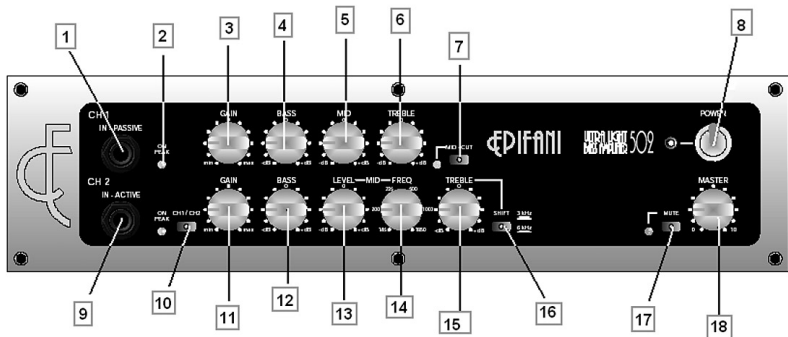 1 2 3 4 5 6 7 8
CH 1
IN - PASSIVE
ON PEAK
GAIN BASS MID TREBLE
MID-CUT
EPIFANI
ULTRA LIGHT BASS AMPLIFIER 502
POWER
min max -dB +dB -dB +dB -dB +dB
CH 2
IN - ACTIVE
ON PEAK
CH1/CH2
GAIN BASS LEVEL MID FREQ TREBLE
SHIFT
3 kHz
6 kHz
MUTE
MASTER
min max -dB +dB -dB +dB
200 1000
-dB +dB
0 10
9 10 11 12 13 14 15 16 17 18